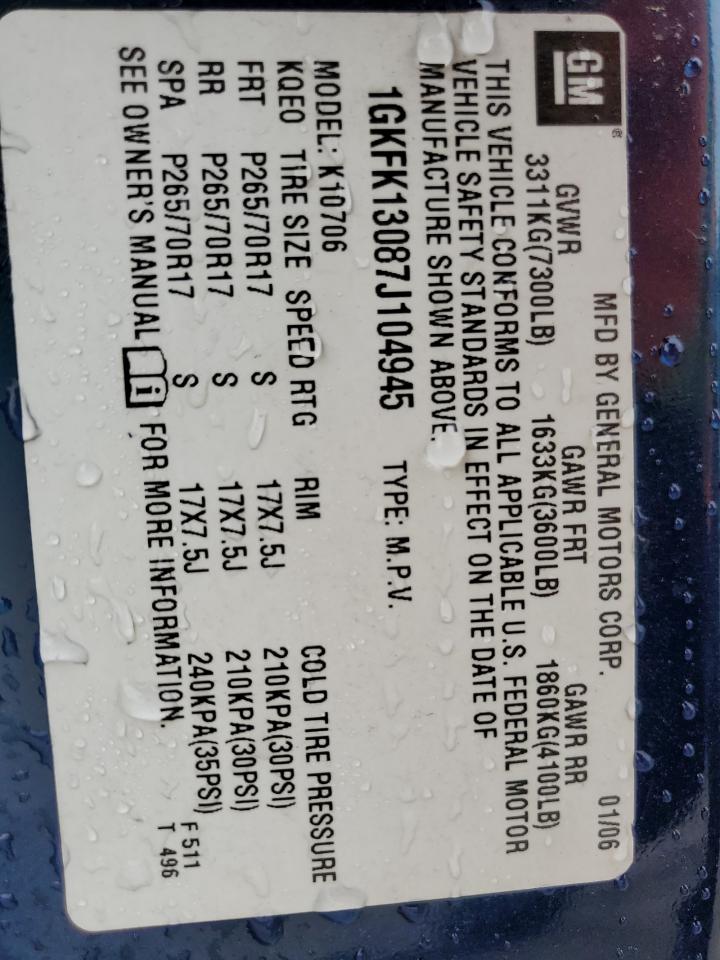 GM®
MFD BY GENERAL MOTORS CORP. 01/06
GVWR GAWR FRT GAWR RR
3311KG(7300LB) 1633KG(3600LB) 1860KG(4100LB)
THIS VEHICLE CONFORMS TO ALL APPLICABLE U.S. FEDERAL MOTOR
VEHICLE SAFETY STANDARDS IN EFFECT ON THE DATE OF
MANUFACTURE SHOWN ABOVE.
1GKFK13087J104945 TYPE: M.P.V.
MODEL: K10706
KQEO TIRE SIZE SPEED RTG RIM COLD TIRE PRESSURE
FRT P265/70R17 S 17X7.5J 210KPA(30PSI)
RR P265/70R17 S 17X7.5J 210KPA(30PSI)
SPA P265/70R17 S 17X7.5J 240KPA(35PSI)
SEE OWNER'S MANUAL i FOR MORE INFORMATION.
F 511
T 496